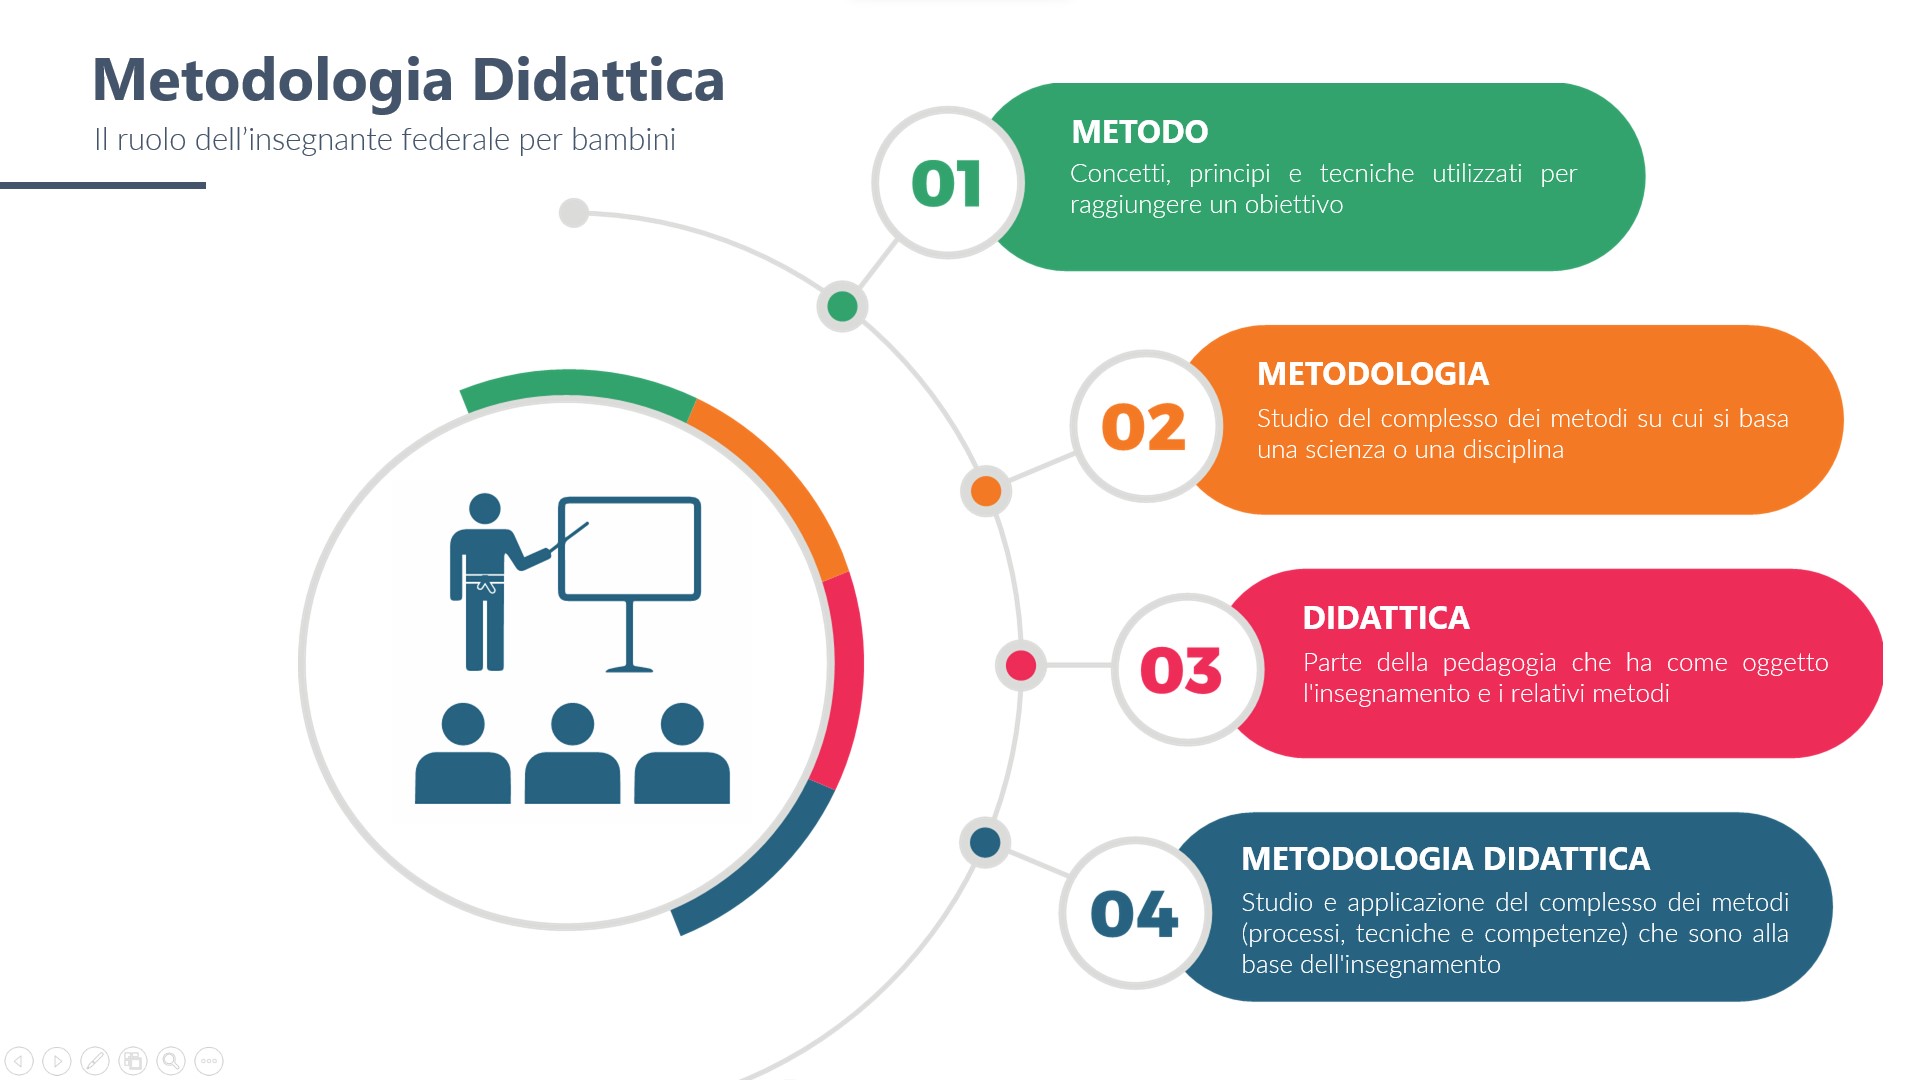 Metodologia Didattica
Il ruolo dell’insegnante federale per bambini
01
METODO
Concetti, principi e tecniche utilizzati per
raggiungere un obiettivo
02
METODOLOGIA
Studio del complesso dei metodi su cui si basa
una scienza o una disciplina
03
DIDATTICA
Parte della pedagogia che ha come oggetto
l'insegnamento e i relativi metodi
04
METODOLOGIA DIDATTICA
Studio e applicazione del complesso dei metodi
(processi, tecniche e competenze) che sono alla
base dell'insegnamento